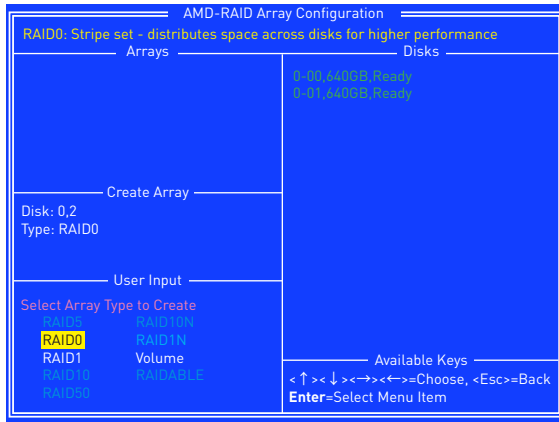 AMD-RAID Array Configuration
RAID0: Stripe set - distributes space across disks for higher performance
Arrays
Disks
0-00,640GB,Ready
0-01,640GB,Ready
Create Array
Disk: 0,2
Type: RAID0
User Input
Select Array Type to Create
RAID5 RAID10N
RAID0 RAID1N
RAID1 Volume
RAID10 RAIDABLE
RAID50
Available Keys
<↑><↓><→><←>=Choose, <Esc>=Back
Enter=Select Menu Item